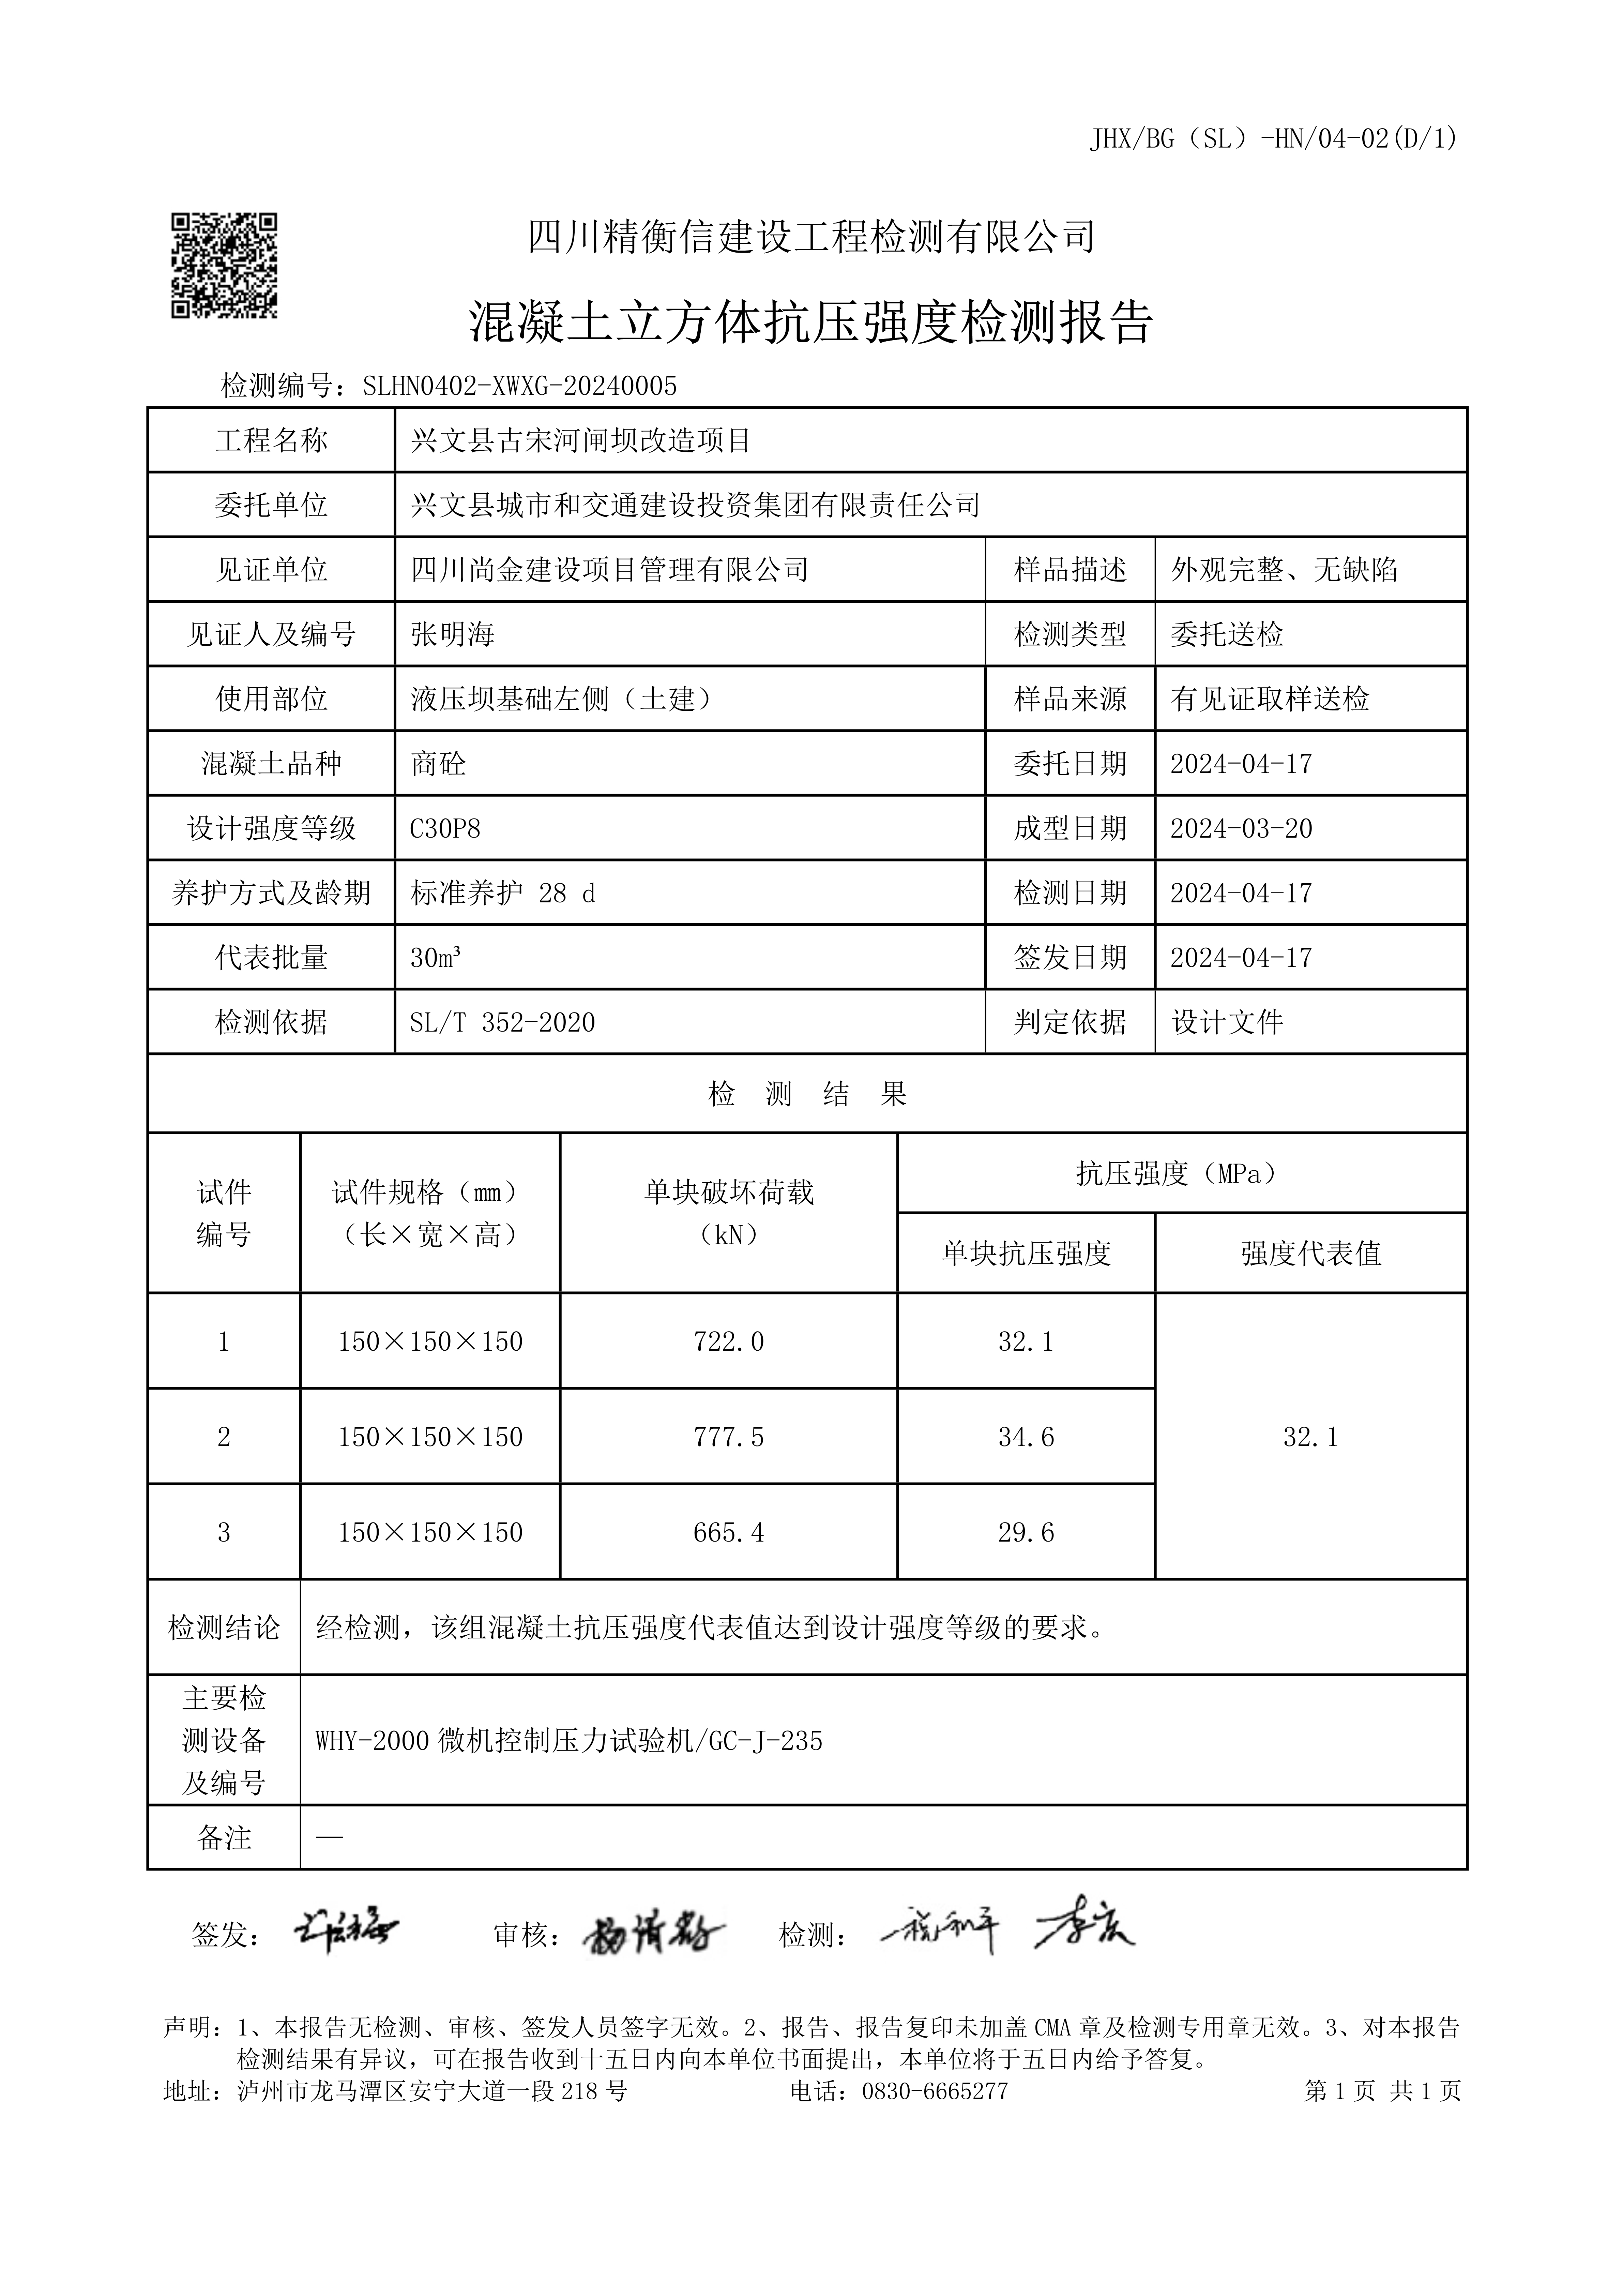 JHX/BG（SL）-HN/04-02(D/1)
四川精衡信建设工程检测有限公司
混凝土立方体抗压强度检测报告
检测编号：SLHN0402-XWXG-20240005
工程名称 兴文县古宋河闸坝改造项目
委托单位 兴文县城市和交通建设投资集团有限责任公司
见证单位 四川尚金建设项目管理有限公司 样品描述 外观完整、无缺陷
见证人及编号 张明海 检测类型 委托送检
使用部位 液压坝基础左侧（土建） 样品来源 有见证取样送检
混凝土品种 商砼 委托日期 2024-04-17
设计强度等级 C30P8 成型日期 2024-03-20
养护方式及龄期 标准养护 28 d 检测日期 2024-04-17
代表批量 30m³ 签发日期 2024-04-17
检测依据 SL/T 352-2020 判定依据 设计文件
检 测 结 果
试件
编号
试件规格（mm）
（长×宽×高）
单块破坏荷载
（kN）
抗压强度（MPa）
单块抗压强度 强度代表值
1 150×150×150 722.0 32.1
2 150×150×150 777.5 34.6 32.1
3 150×150×150 665.4 29.6
检测结论 经检测，该组混凝土抗压强度代表值达到设计强度等级的要求。
主要检
测设备
及编号
WHY-2000 微机控制压力试验机/GC-J-235
备注 —
签发： 审核： 检测：
声明：1、本报告无检测、审核、签发人员签字无效。2、报告、报告复印未加盖 CMA 章及检测专用章无效。3、对本报告
检测结果有异议，可在报告收到十五日内向本单位书面提出，本单位将于五日内给予答复。
地址：泸州市龙马潭区安宁大道一段 218 号 电话：0830-6665277 第 1 页 共 1 页